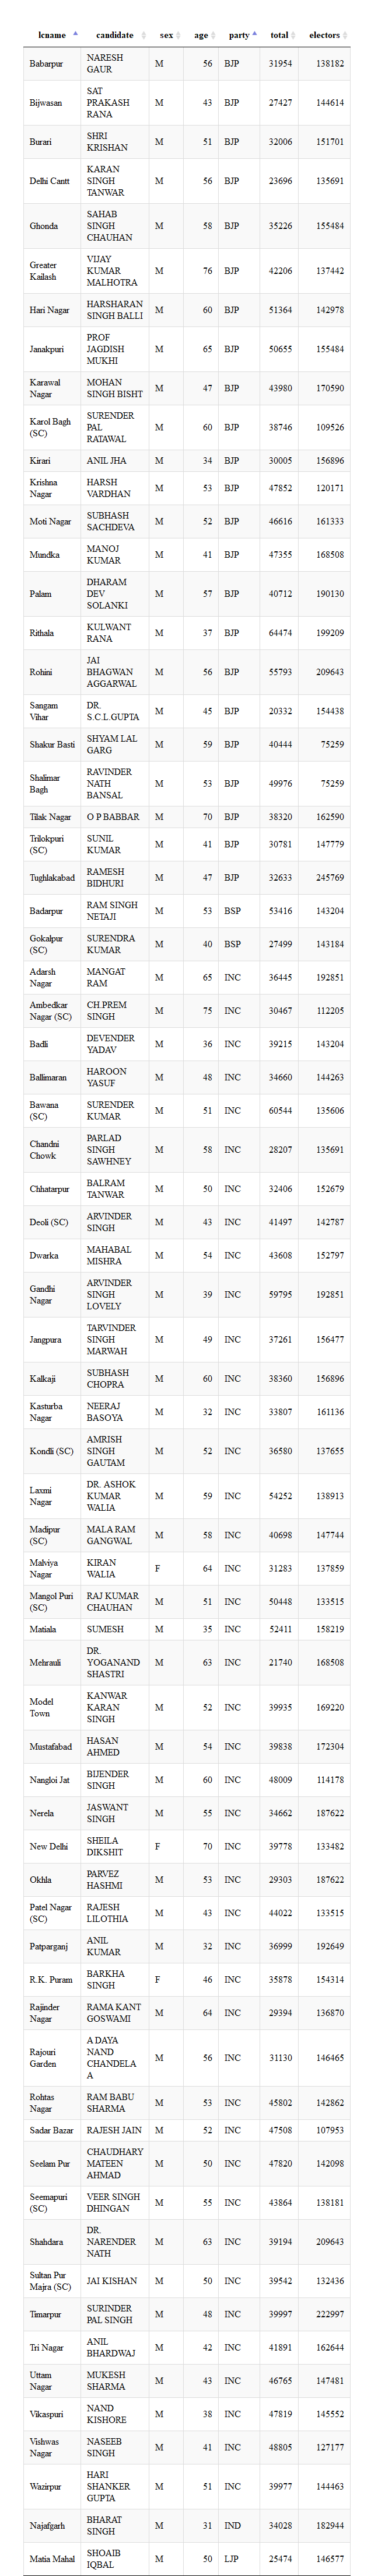 lcname candidate sex age party total electors
Babarpur NARESH GAUR M 56 BJP 31954 138182
Bijwasan SAT PRAKASH RANA M 43 BJP 27427 144614
Burari SHRI KRISHAN M 51 BJP 32006 151701
Delhi Cantt KARAN SINGH TANWAR M 56 BJP 23696 135691
Ghonda SAHAB SINGH CHAUHAN M 58 BJP 35226 155484
Greater Kailash VIJAY KUMAR MALHOTRA M 76 BJP 42206 137442
Hari Nagar HARSHARAN SINGH BALLI M 60 BJP 51364 142978
Janakpuri PROF JAGDISH MUKHI M 65 BJP 50655 155484
Karawal Nagar MOHAN SINGH BISHT M 47 BJP 43980 170590
Karol Bagh (SC) SURENDER PAL RATAWAL M 60 BJP 38746 109526
Kirari ANIL JHA M 34 BJP 30005 156896
Krishna Nagar HARSH VARDHAN M 53 BJP 47852 120171
Moti Nagar SUBHASH SACHDEVA M 52 BJP 46616 161333
Mundka MANOJ KUMAR M 41 BJP 47355 168508
Palam DHARAM DEV SOLANKI M 57 BJP 40712 190130
Rithala KULWANT RANA M 37 BJP 64474 199209
Rohini JAI BHAGWAN AGGARWAL M 56 BJP 55793 209643
Sangam Vihar DR. S.C.L.GUPTA M 45 BJP 20332 154438
Shakur Basti SHYAM LAL GARG M 59 BJP 40444 75259
Shalimar Bagh RAVINDER NATH BANSAL M 53 BJP 49976 75259
Tilak Nagar O P BABBAR M 70 BJP 38320 162590
Trilokpuri (SC) SUNIL KUMAR M 41 BJP 30781 147779
Tughlakabad RAMESH BIDHURI M 47 BJP 32633 245769
Badarpur RAM SINGH NETAJI M 53 BSP 53416 143204
Gokalpur (SC) SURENDRA KUMAR M 40 BSP 27499 143184
Adarsh Nagar MANGAT RAM M 65 INC 36445 192851
Ambedkar Nagar (SC) CH.PREM SINGH M 75 INC 30467 112205
Badli DEVENDER YADAV M 36 INC 39215 143204
Ballimaran HAROON YASUF M 48 INC 34660 144263
Bawana (SC) SURENDER KUMAR M 51 INC 60544 135606
Chandni Chowk PARLAD SINGH SAWHNEY M 58 INC 28207 135691
Chhatarpur BALRAM TANWAR M 50 INC 32406 152679
Deoli (SC) ARVINDER SINGH M 43 INC 41497 142787
Dwarka MAHABAL MISHRA M 54 INC 43608 152797
Gandhi Nagar ARVINDER SINGH LOVELY M 39 INC 59795 192851
Jangpura TARVINDER SINGH MARWAH M 49 INC 37261 156477
Kalkaji SUBHASH CHOPRA M 60 INC 38360 156896
Kasturba Nagar NEERAJ BASOYA M 32 INC 33807 161136
Kondli (SC) AMRISH SINGH GAUTAM M 52 INC 36580 137655
Laxmi Nagar DR. ASHOK KUMAR WALIA M 59 INC 54252 138913
Madipur (SC) MALA RAM GANGWAL M 58 INC 40698 147744
Malviya Nagar KIRAN WALIA F 64 INC 31283 137859
Mangol Puri (SC) RAJ KUMAR CHAUHAN M 51 INC 50448 133515
Matiala SUMESH M 35 INC 52411 158219
Mehrauli DR. YOGANAND SHASTRI M 63 INC 21740 168508
Model Town KANWAR KARAN SINGH M 52 INC 39935 169220
Mustafabad HASAN AHMED M 54 INC 39838 172304
Nangloi Jat BIJENDER SINGH M 60 INC 48009 114178
Nerela JASWANT SINGH M 55 INC 34662 187622
New Delhi SHEILA DIKSHIT F 70 INC 39778 133482
Okhla PARVEZ HASHMI M 53 INC 29303 187622
Patel Nagar (SC) RAJESH LILOTHIA M 43 INC 44022 133515
Patparganj ANIL KUMAR M 32 INC 36999 192649
R.K. Puram BARKHA SINGH F 46 INC 35878 154314
Rajinder Nagar RAMA KANT GOSWAMI M 64 INC 29394 136870
Rajouri Garden A DAYA NAND CHANDELA A M 56 INC 31130 146465
Rohtas Nagar RAM BABU SHARMA M 53 INC 45802 142862
Sadar Bazar RAJESH JAIN M 52 INC 47508 107953
Seelam Pur CHAUDHARY MATEEN AHMAD M 50 INC 47820 142098
Seemapuri (SC) VEER SINGH DHINGAN M 55 INC 43864 138181
Shahdara DR. NARENDER NATH M 63 INC 39194 209643
Sultan Pur Majra (SC) JAI KISHAN M 50 INC 39542 132436
Timarpur SURINDER PAL SINGH M 48 INC 39997 222997
Tri Nagar ANIL BHARDWAJ M 42 INC 41891 162644
Uttam Nagar MUKESH SHARMA M 43 INC 46765 147481
Vikaspuri NAND KISHORE M 38 INC 47819 145552
Vishwas Nagar NASEEB SINGH M 41 INC 48805 127177
Wazirpur HARI SHANKER GUPTA M 51 INC 39977 144463
Najafgarh BHARAT SINGH M 31 IND 34028 182944
Matia Mahal SHOAIB IQBAL M 50 LJP 25474 146577